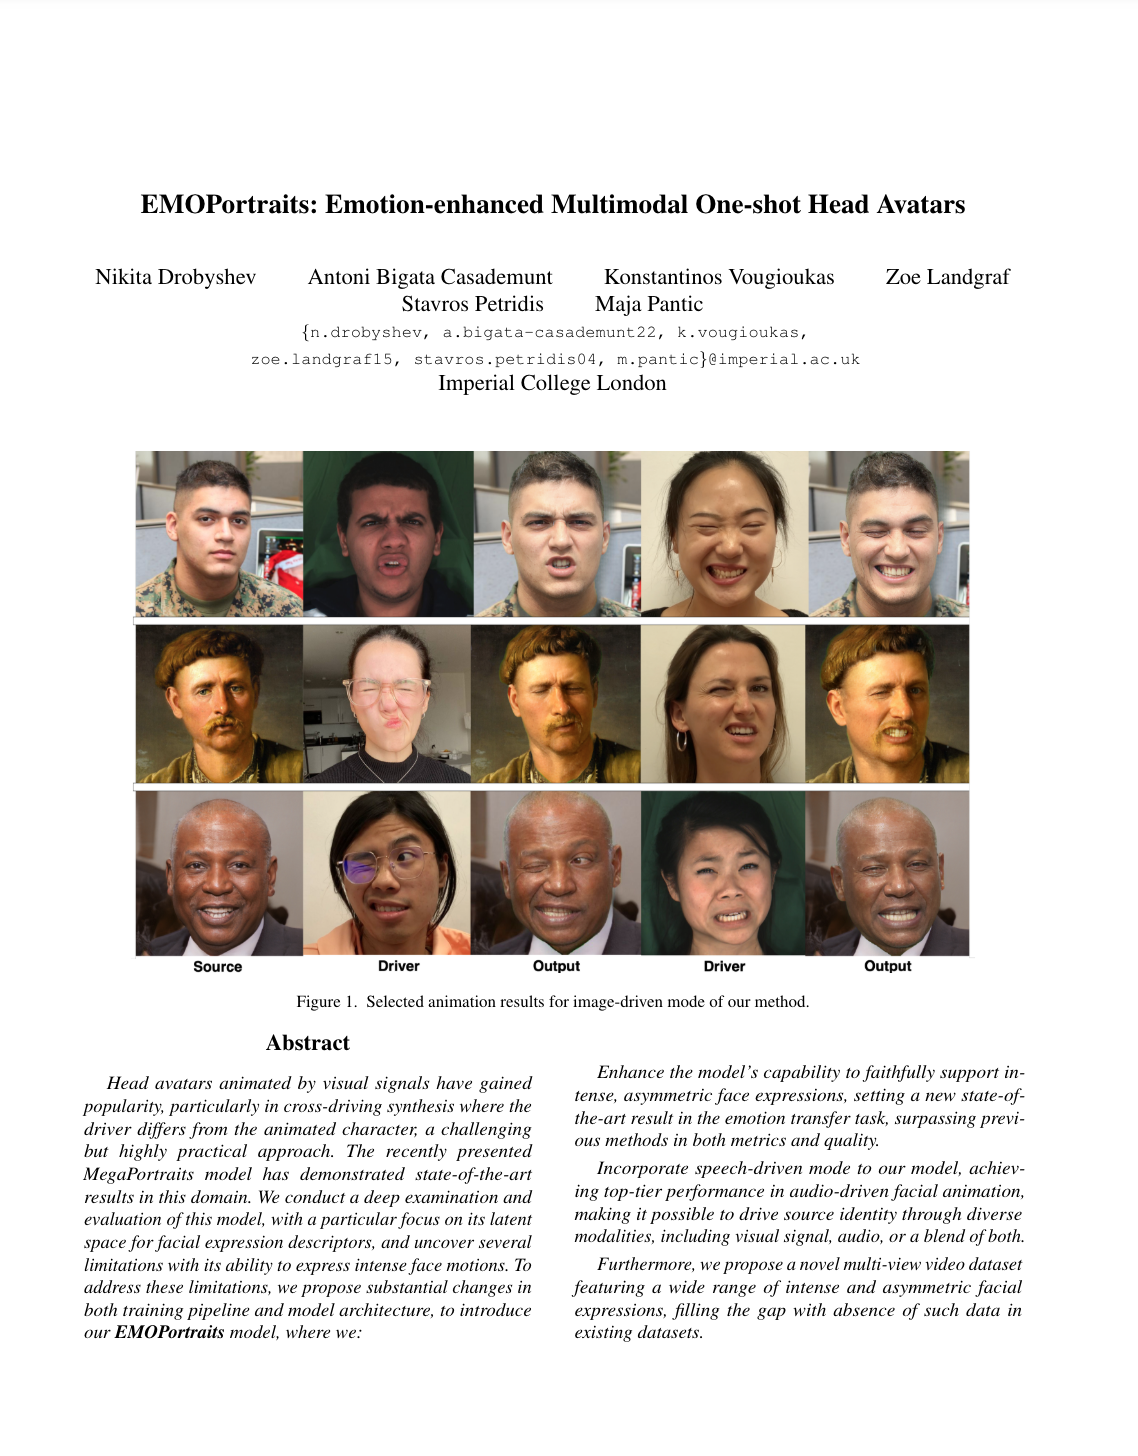 EMOPortraits: Emotion-enhanced Multimodal One-shot Head Avatars
Nikita Drobyshev Antoni Bigata Casademunt Konstantinos Vougioukas Zoe Landgraf
Stavros Petridis Maja Pantic
{n.drobyshev, a.bigata-casademunt22, k.vougioukas,
zoe.landgraf15, stavros.petridis04, m.pantic}@imperial.ac.uk
Imperial College London
Source Driver Output Driver Output
Figure 1. Selected animation results for image-driven mode of our method.
Abstract
Head avatars animated by visual signals have gained
popularity, particularly in cross-driving synthesis where the
driver differs from the animated character, a challenging
but highly practical approach. The recently presented
MegaPortraits model has demonstrated state-of-the-art
results in this domain. We conduct a deep examination and
evaluation of this model, with a particular focus on its latent
space for facial expression descriptors, and uncover several
limitations with its ability to express intense face motions. To
address these limitations, we propose substantial changes in
both training pipeline and model architecture, to introduce
our EMOPortraits model, where we:
Enhance the model's capability to faithfully support in-
tense, asymmetric face expressions, setting a new state-of-
the-art result in the emotion transfer task, surpassing previ-
ous methods in both metrics and quality.
Incorporate speech-driven mode to our model, achiev-
ing top-tier performance in audio-driven facial animation,
making it possible to drive source identity through diverse
modalities, including visual signal, audio, or a blend of both.
Furthermore, we propose a novel multi-view video dataset
featuring a wide range of intense and asymmetric facial
expressions, filling the gap with absence of such data in
existing datasets.